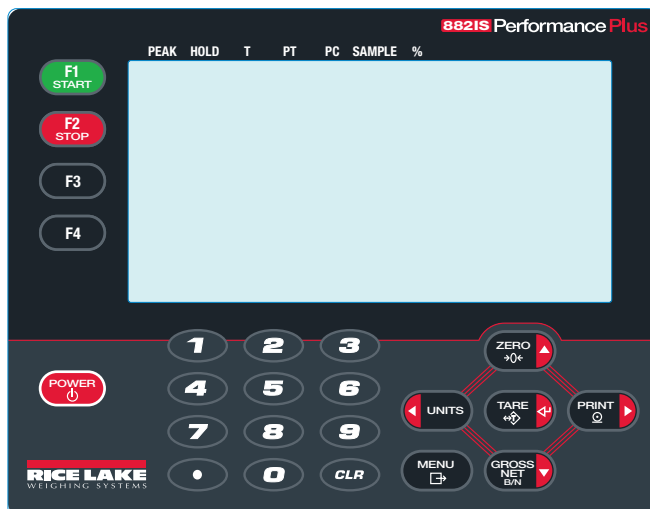 882IS Performance Plus
PEAK HOLD T PT PC SAMPLE %
F1
START
F2
STOP
F3
F4
1 2 3
ZERO
→0←
POWER
4 5 6
UNITS
TARE
PRINT
7 8 9
RICE LAKE
WEIGHING SYSTEMS
. 0 CLR
MENU
GROSS
NET
B/N